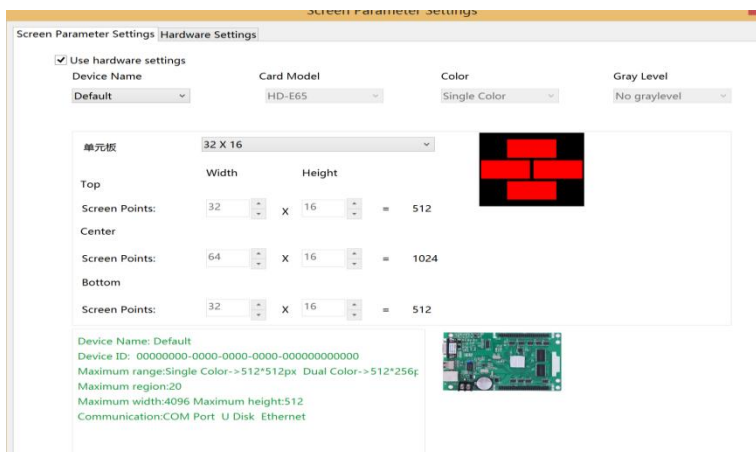 Screen Parameter Settings
Screen Parameter Settings Hardware Settings
Use hardware settings
Device Name Card Model Color Gray Level
Default HD-E65 Single Color No graylevel
单元板 32 X 16
Width Height
Top
Screen Points: 32 X 16 = 512
Center
Screen Points: 64 X 16 = 1024
Bottom
Screen Points: 32 X 16 = 512
Device Name: Default
Device ID: 00000000-0000-0000-0000-000000000000
Maximum range:Single Color->512*512px Dual Color->512*256p
Maximum region:20
Maximum width:4096 Maximum height:512
Communication:COM Port U Disk Ethernet